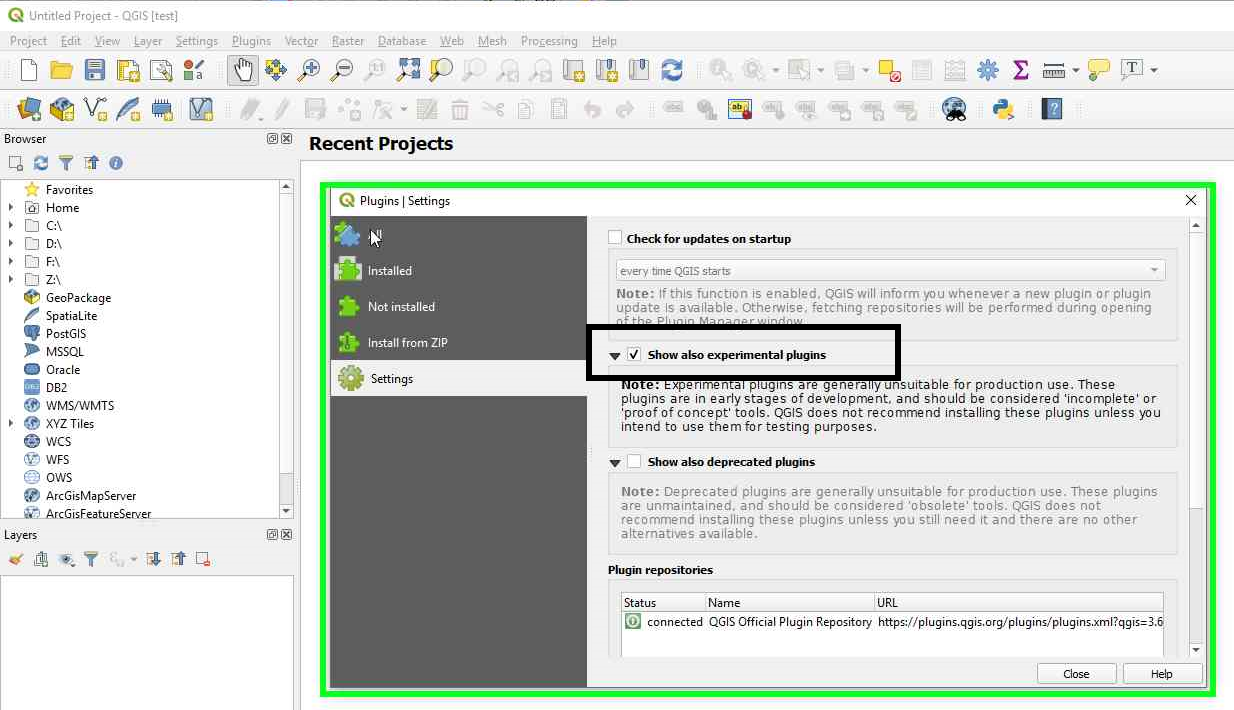 Untitled Project - QGIS [test]
Project Edit View Layer Settings Plugins Vector Raster Database Web Mesh Processing Help
Browser
Favorites
Home
C:\
D:\
F:\
Z:\
GeoPackage
SpatiaLite
PostGIS
MSSQL
Oracle
DB2
WMS/WMTS
XYZ Tiles
WCS
WFS
OWS
ArcGisMapServer
ArcGisFeatureServer
Layers
Recent Projects
Plugins | Settings
All
Installed
Not installed
Install from ZIP
Settings
Check for updates on startup
every time QGIS starts
Note: If this function is enabled, QGIS will inform you whenever a new plugin or plugin
update is available. Otherwise, fetching repositories will be performed during opening
of the Plugin Manager window.
Show also experimental plugins
Note: Experimental plugins are generally unsuitable for production use. These
plugins are in early stages of development, and should be considered 'incomplete' or
'proof of concept' tools. QGIS does not recommend installing these plugins unless you
intend to use them for testing purposes.
Show also deprecated plugins
Note: Deprecated plugins are generally unsuitable for production use. These plugins
are unmaintained, and should be considered 'obsolete' tools. QGIS does not
recommend installing these plugins unless you still need it and there are no other
alternatives available.
Plugin repositories
Status Name URL
connected QGIS Official Plugin Repository https://plugins.qgis.org/plugins/plugins.xml?qgis=3.6
Close Help